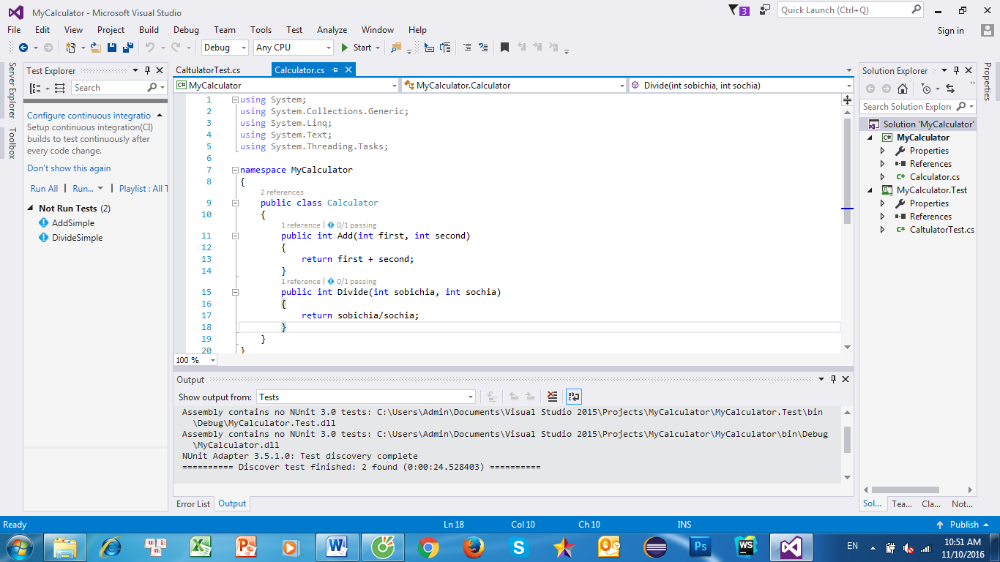 MyCalculator - Microsoft Visual Studio
3
Quick Launch (Ctrl+Q)
File Edit View Project Build Debug Team Tools Test Analyze Window Help
Sign in
Debug Any CPU Start
Server Explorer
Toolbox
Test Explorer
Search
Configure continuous integratio
Setup continuous integration(CI)
builds to test continuously after
every code change.
Don't show this again
Run All | Run... | Playlist : All T
Not Run Tests (2)
AddSimple
DivideSimple
CaltulatorTest.cs Calculator.cs
MyCalculator MyCalculator.Calculator Divide(int sobichia, int sochia)
1 using System;
2 using System.Collections.Generic;
3 using System.Linq;
4 using System.Text;
5 using System.Threading.Tasks;
6
7 namespace MyCalculator
8 {
2 references
9 public class Calculator
10 {
1 reference | 0/1 passing
11 public int Add(int first, int second)
12 {
13 return first + second;
14 }
1 reference | 0/1 passing
15 public int Divide(int sobichia, int sochia)
16 {
17 return sobichia/sochia;
18 }
19 }
20 }
100 %
Output
Show output from: Tests
Assembly contains no NUnit 3.0 tests: C:\Users\Admin\Documents\Visual Studio 2015\Projects\MyCalculator\MyCalculator.Test\bin
\Debug\MyCalculator.Test.dll
Assembly contains no NUnit 3.0 tests: C:\Users\Admin\Documents\Visual Studio 2015\Projects\MyCalculator\MyCalculator\bin\Debug
\MyCalculator.dll
NUnit Adapter 3.5.1.0: Test discovery complete
========== Discover test finished: 2 found (0:00:24.528403) ==========
Error List Output
Solution Explorer
Search Solution Explore
Solution 'MyCalculator'
MyCalculator
Properties
References
Calculator.cs
MyCalculator.Test
Properties
References
CaltulatorTest.cs
Sol... Tea... Cla... Not...
Properties
Ready Ln 18 Col 10 Ch 10 INS Publish
u i n
EN
10:51 AM
11/10/2016